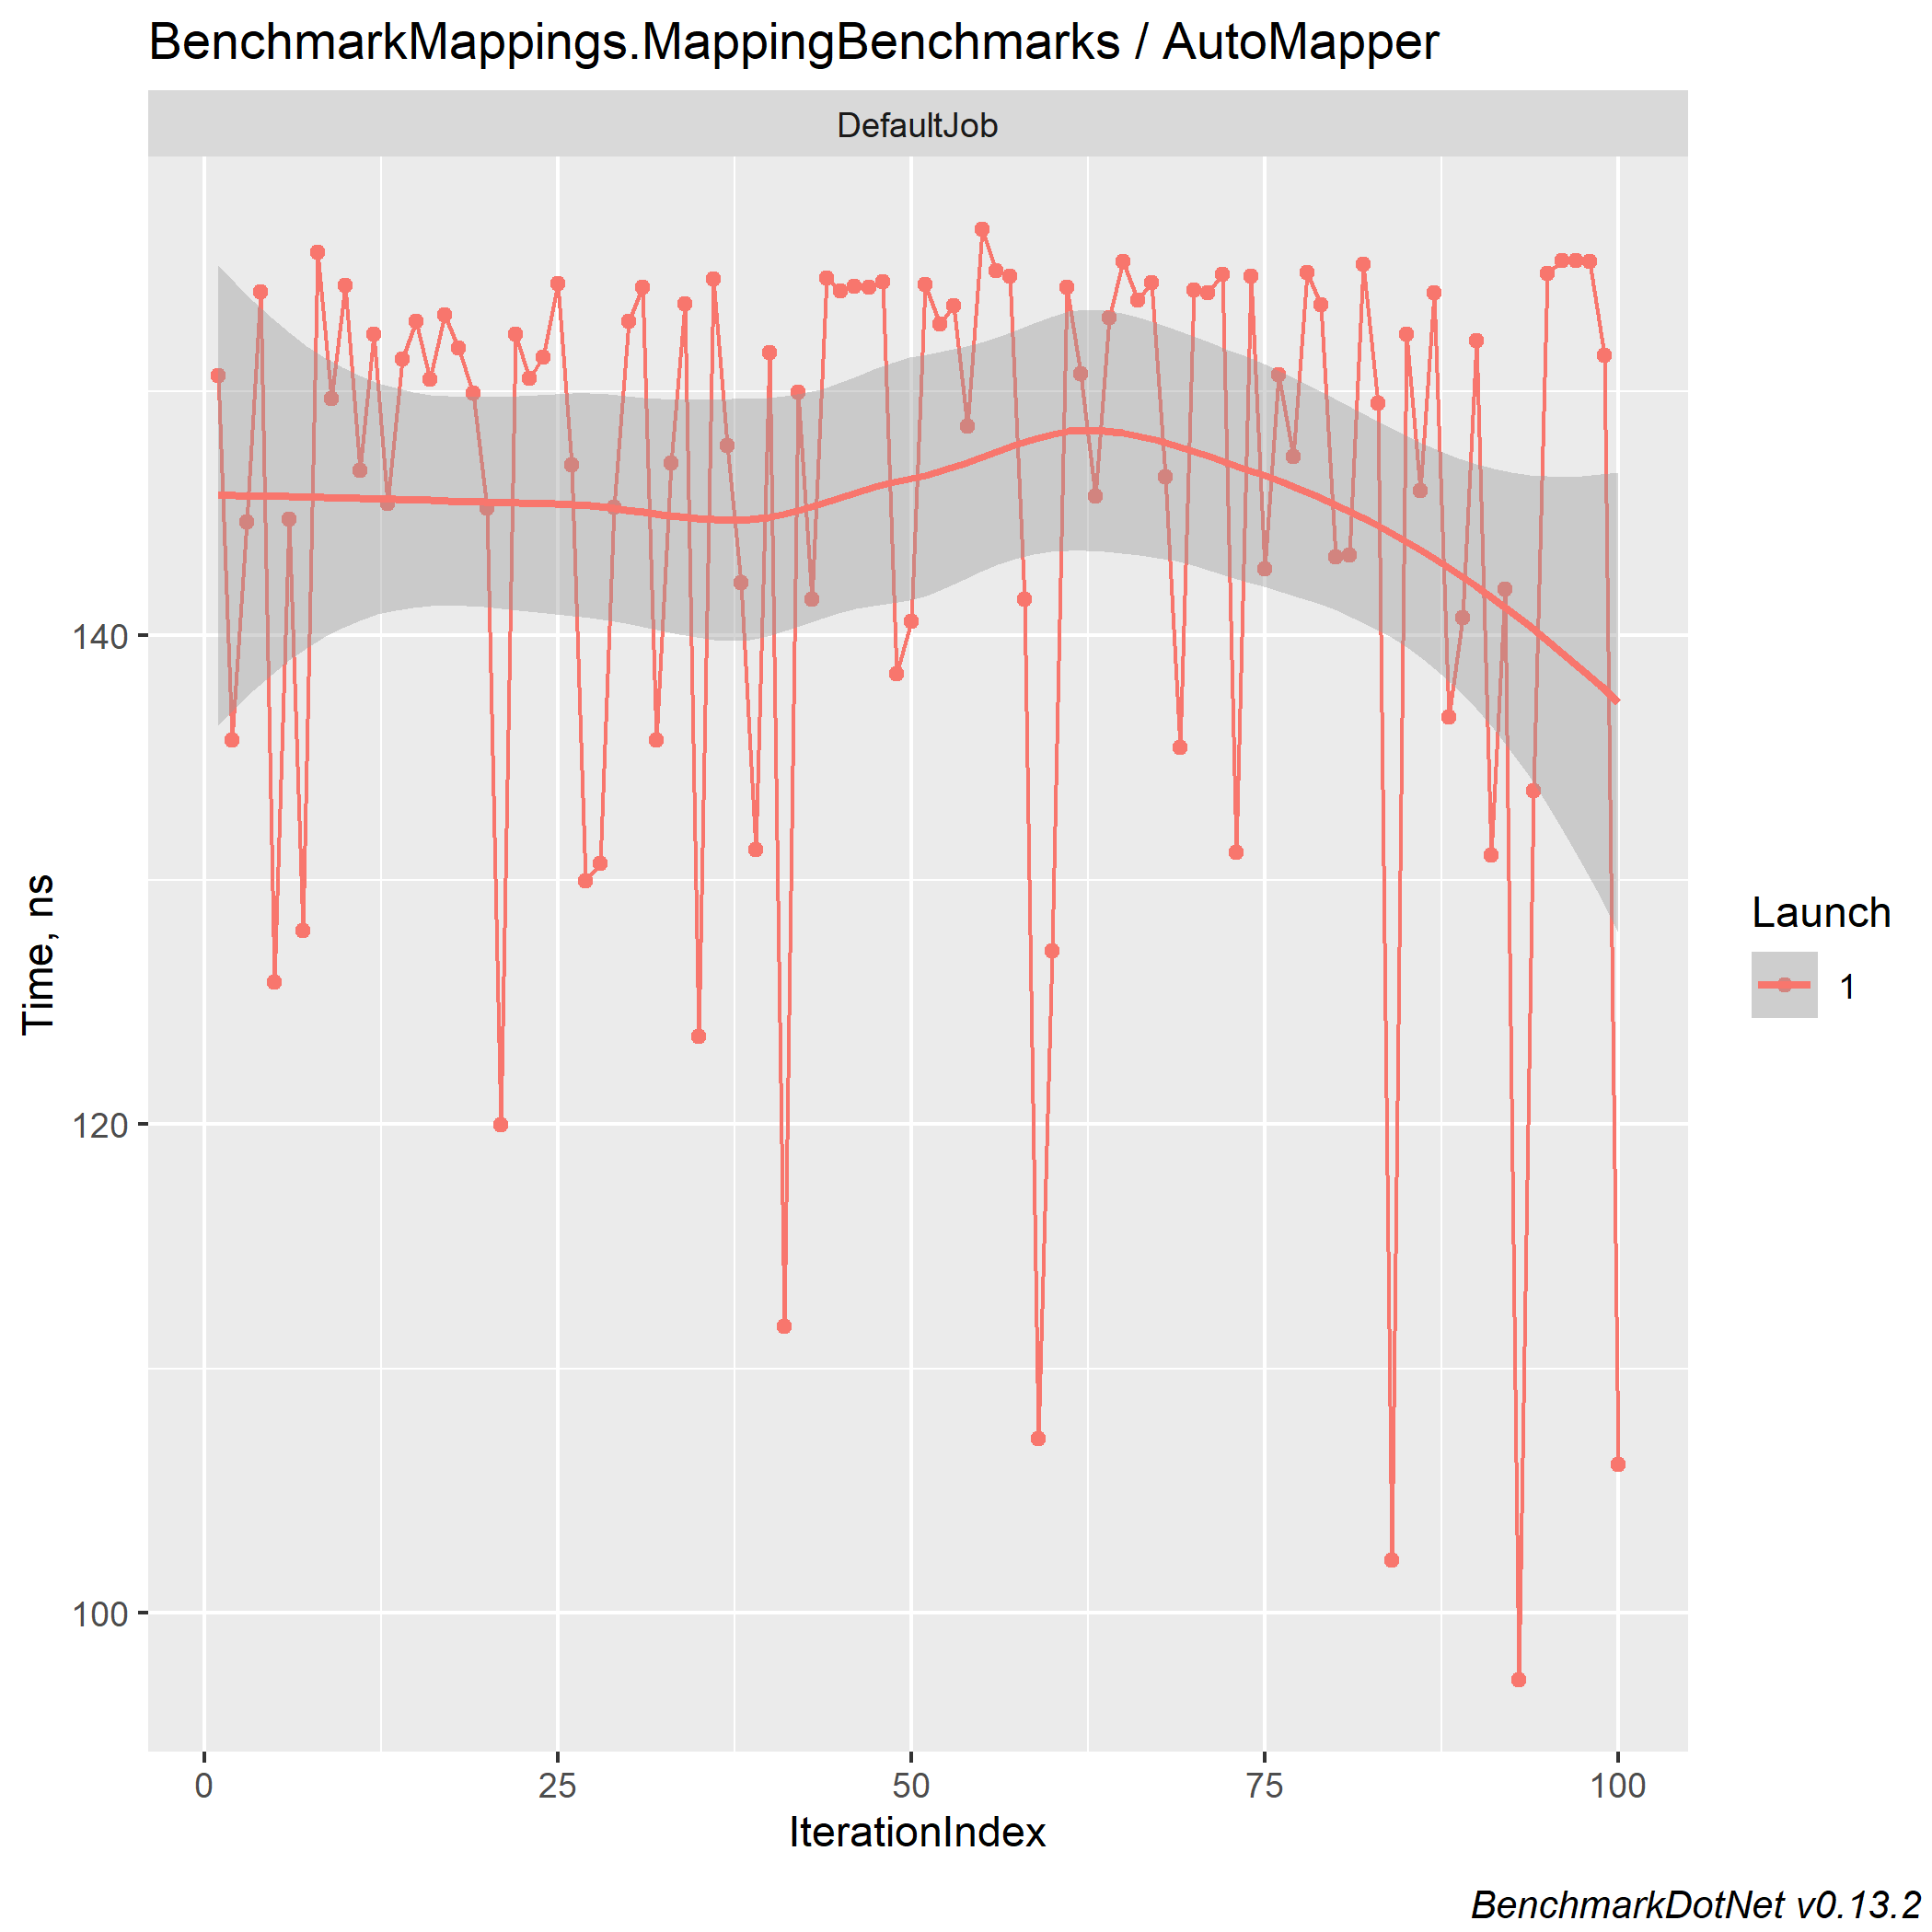 BenchmarkMappings.MappingBenchmarks / AutoMapper
DefaultJob
140
120
100
Time, ns
0 25 50 75 100
IterationIndex
Launch
1
BenchmarkDotNet v0.13.2